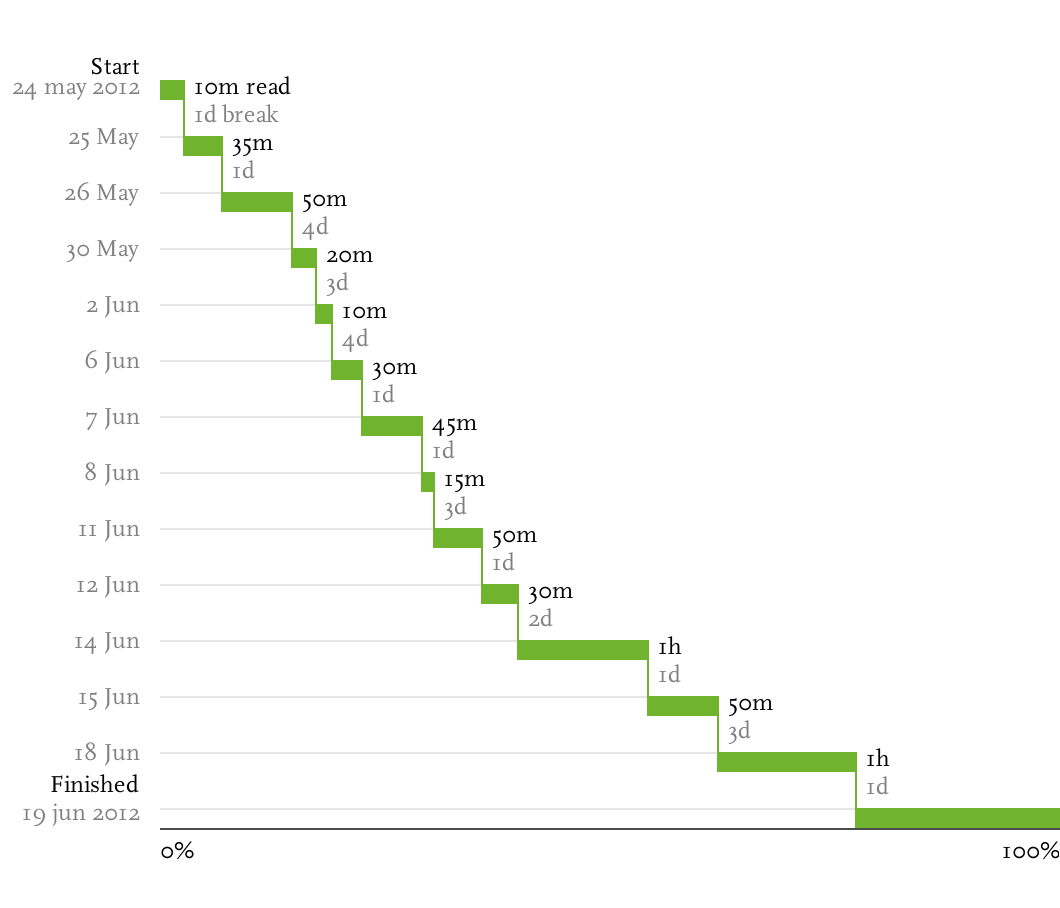 Start
24 may 2012
10m read
1d break
25 May
35m
1d
26 May
50m
4d
30 May
20m
3d
2 Jun
10m
4d
6 Jun
30m
1d
7 Jun
45m
1d
8 Jun
15m
3d
11 Jun
50m
1d
12 Jun
30m
2d
14 Jun
1h
1d
15 Jun
50m
3d
18 Jun
1h
Finished
1d
19 jun 2012
0%
100%